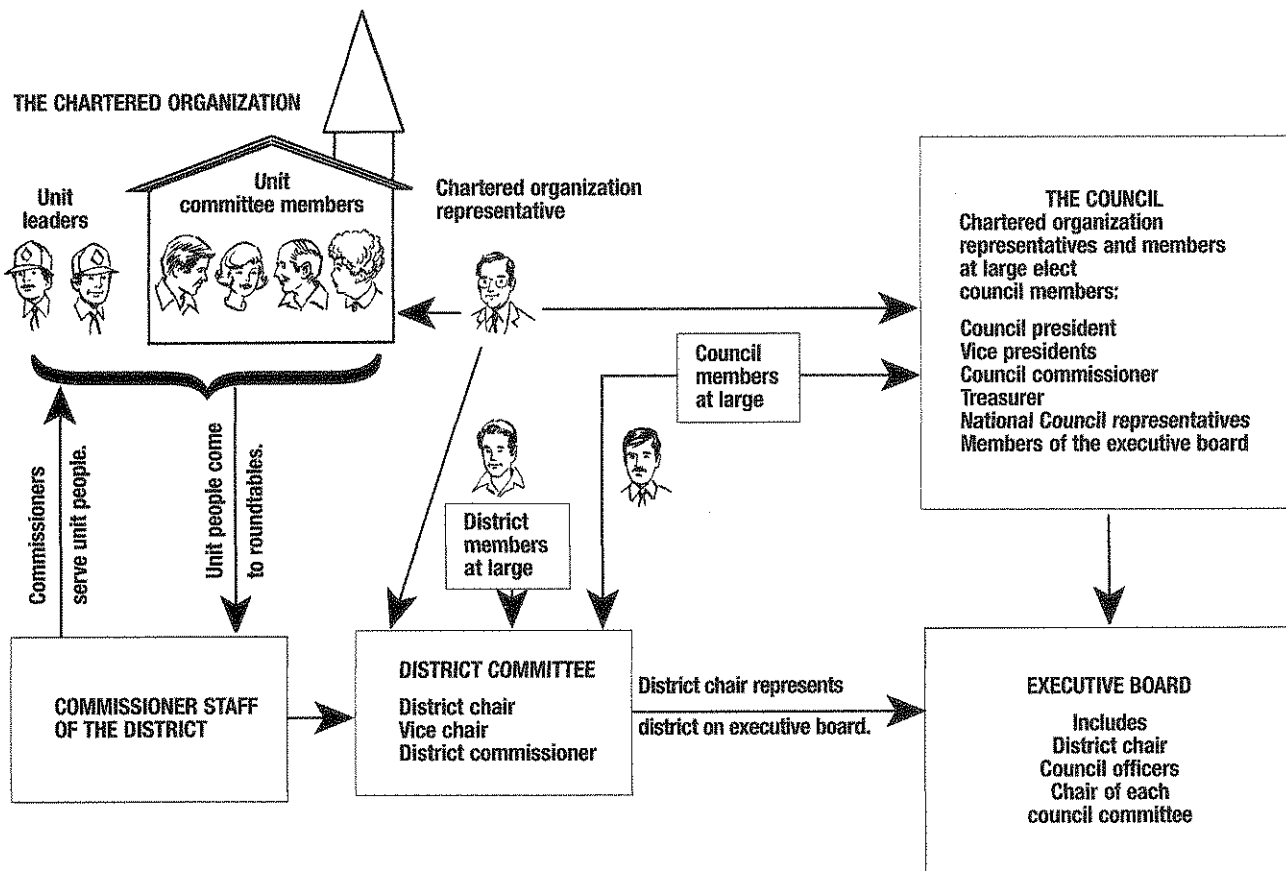 THE CHARTERED ORGANIZATION
Unit
leaders
Unit
committee members
Chartered organization
representative
THE COUNCIL
Chartered organization
representatives and members
at large elect
council members:
Council president
Vice presidents
Council commissioner
Treasurer
National Council representatives
Members of the executive board
Council
members
at large
District
members
at large
Commissioners
serve unit people.
Unit people come
to roundtables.
COMMISSIONER STAFF
OF THE DISTRICT
DISTRICT COMMITTEE
District chair
Vice chair
District commissioner
District chair represents
district on executive board.
EXECUTIVE BOARD
Includes
District chair
Council officers
Chair of each
council committee